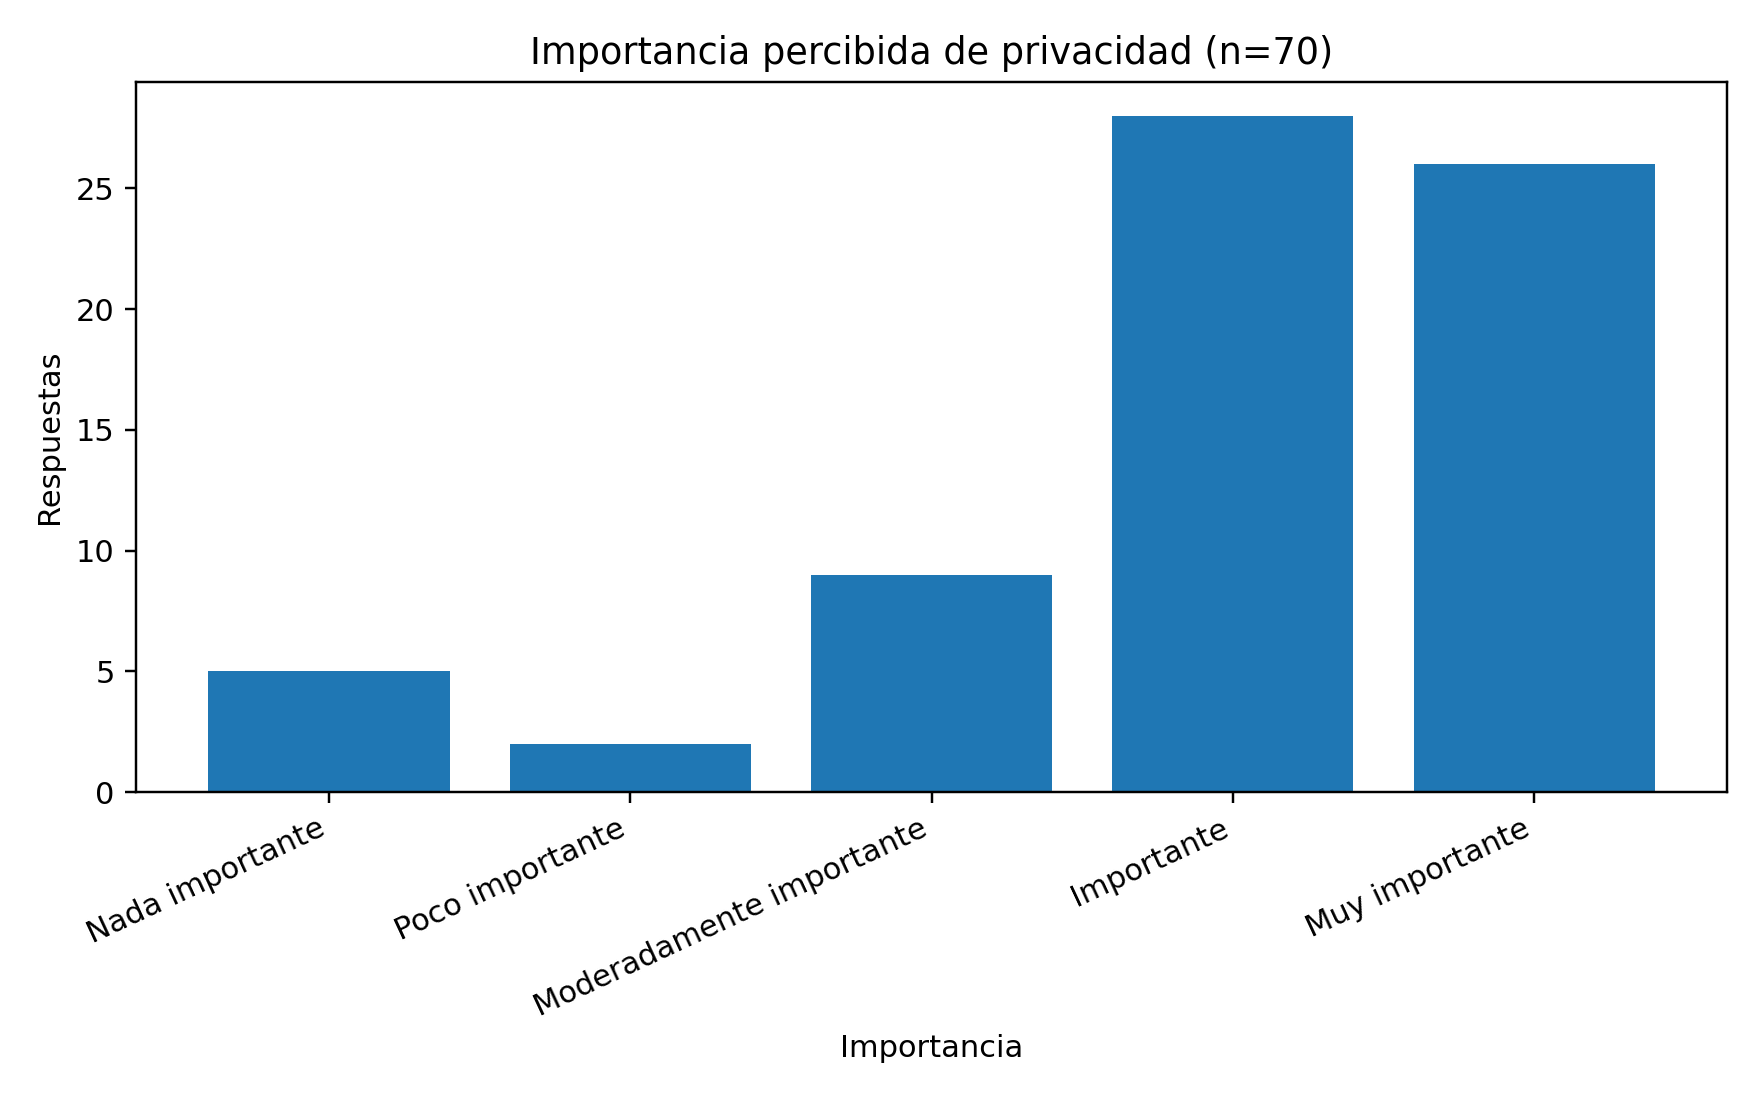 Importancia percibida de privacidad (n=70)
Respuestas
25
20
15
10
5
0
Nada importante
Poco importante
Moderadamente importante
Importante
Muy importante
Importancia